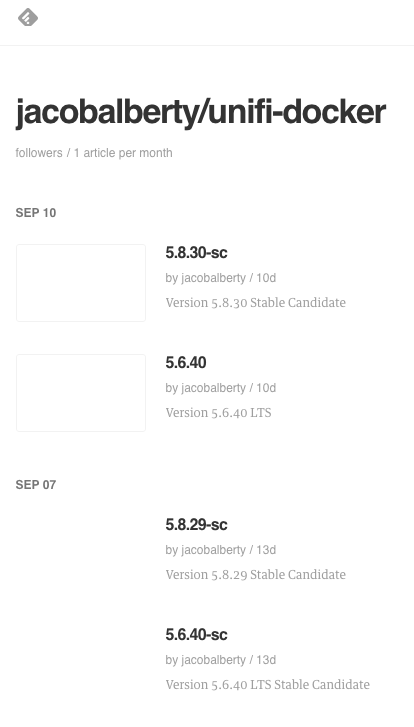 jacobalberty/unifi-docker
followers / 1 article per month
SEP 10
5.8.30-sc
by jacobalberty / 10d
Version 5.8.30 Stable Candidate
5.6.40
by jacobalberty / 10d
Version 5.6.40 LTS
SEP 07
5.8.29-sc
by jacobalberty / 13d
Version 5.8.29 Stable Candidate
5.6.40-sc
by jacobalberty / 13d
Version 5.6.40 LTS Stable Candidate